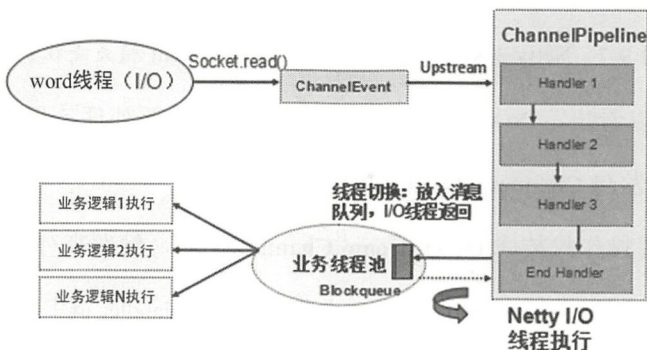 ChannelPipeline
Socket.read()
word线程（I/O）
Upstream
ChannelEvent
Handler 1
Handler 2
Handler 3
End Handler
线程切换：放入消息
队列，I/O线程返回
业务逻辑1执行
业务逻辑2执行
业务逻辑N执行
业务线程池
Blockqueue
Netty I/O
线程执行